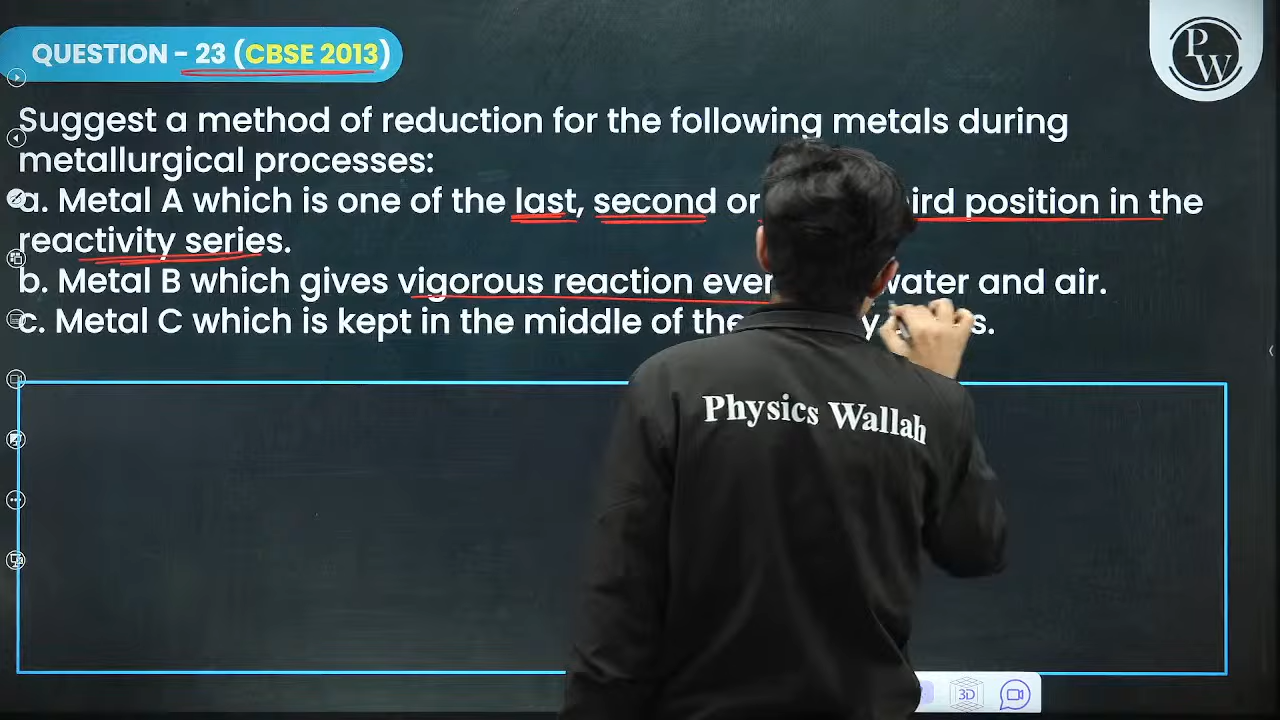 QUESTION - 23 (CBSE 2013)
PW
Suggest a method of reduction for the following metals during
metallurgical processes:
a. Metal A which is one of the last, second or position in the
reactivity series.
b. Metal B which gives vigorous reaction water and air.
c. Metal C which is kept in the middle of the
Physics Wallah
3D